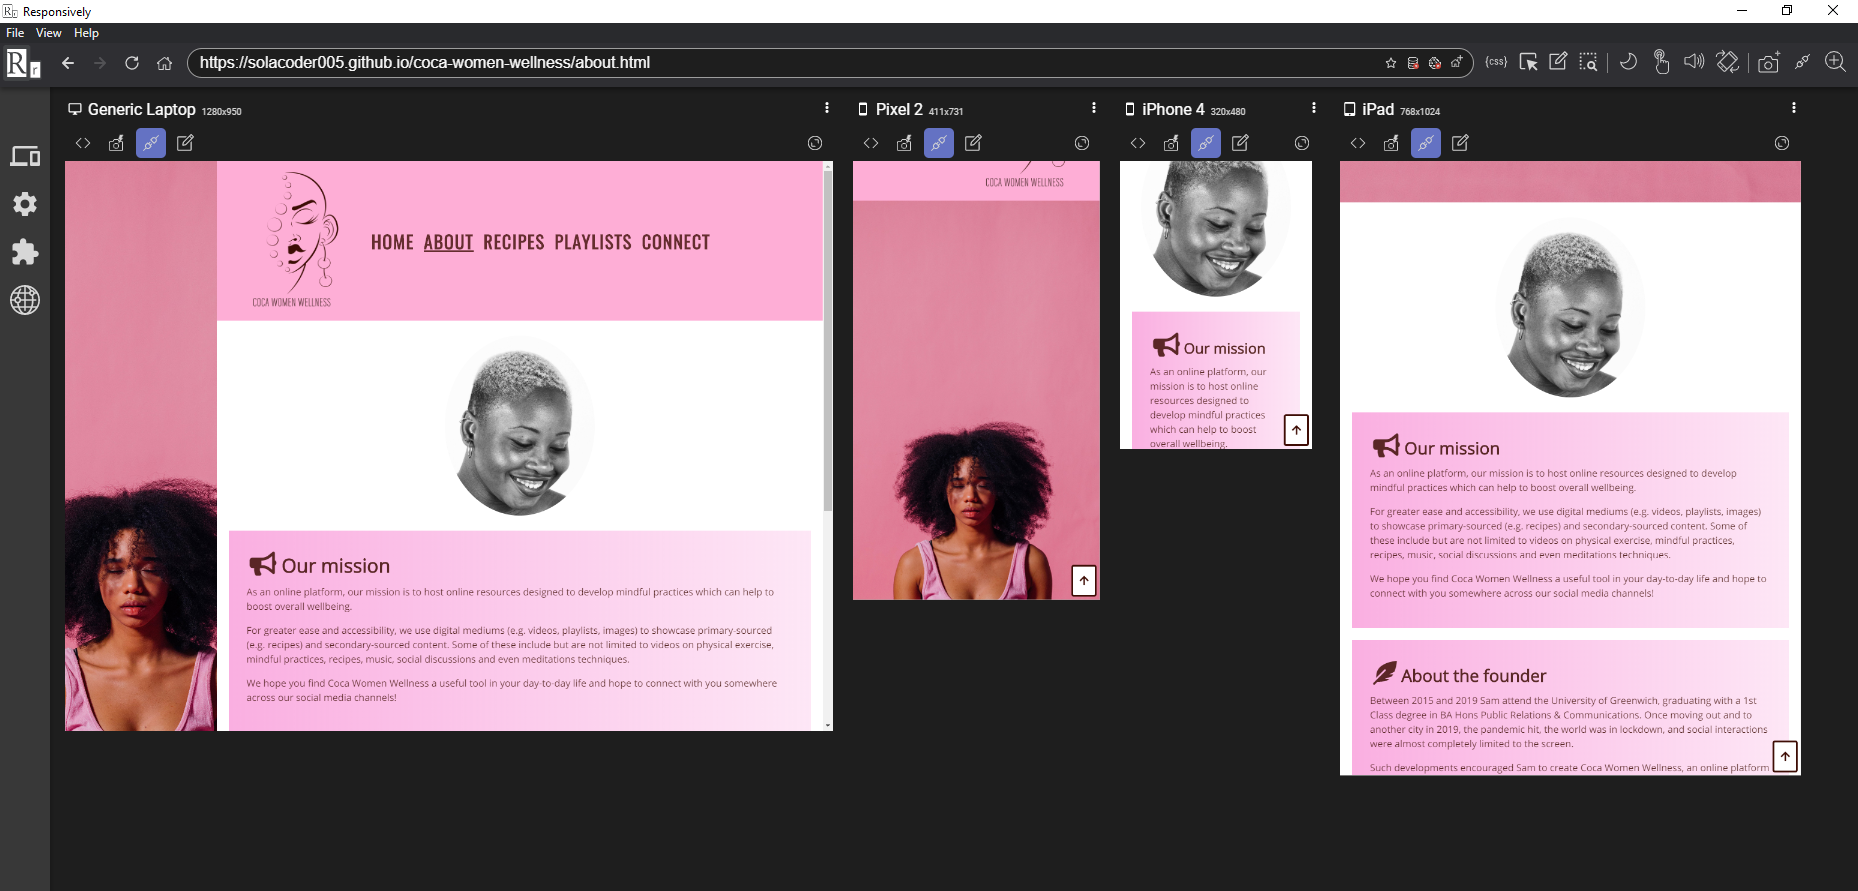 Responsively
File View Help
https://solacoder005.github.io/coca-women-wellness/about.html
{css}
Generic Laptop 1280x950
COCA WOMEN WELLNESS
HOME ABOUT RECIPES PLAYLISTS CONNECT
Our mission
As an online platform, our mission is to host online resources designed to develop mindful practices which can help to
boost overall wellbeing.
For greater ease and accessibility, we use digital mediums (e.g. videos, playlists, images) to showcase primary-sourced
(e.g. recipes) and secondary-sourced content. Some of these include but are not limited to videos on physical exercise,
mindful practices, recipes, music, social discussions and even meditations techniques.
We hope you find Coca Women Wellness a useful tool in your day-to-day life and hope to connect with you somewhere
across our social media channels!
Pixel 2 411x731
COCA WOMEN WELLNESS
iPhone 4 320x480
Our mission
As an online platform, our
mission is to host online
resources designed to
develop mindful practices
which can help to boost
overall wellbeing.
iPad 768x1024
Our mission
As an online platform, our mission is to host online resources designed to develop
mindful practices which can help to boost overall wellbeing.
For greater ease and accessibility, we use digital mediums (e.g. videos, playlists, images)
to showcase primary-sourced (e.g. recipes) and secondary-sourced content. Some of
these include but are not limited to videos on physical exercise, mindful practices,
recipes, music, social discussions and even meditations techniques.
We hope you find Coca Women Wellness a useful tool in your day-to-day life and hope to
connect with you somewhere across our social media channels!
About the founder
Between 2015 and 2019 Sam attend the University of Greenwich, graduating with a 1st
Class degree in BA Hons Public Relations & Communications. Once moving out and to
another city in 2019, the pandemic hit, the world was in lockdown, and social interactions
were almost completely limited to the screen.
Such developments encouraged Sam to create Coca Women Wellness, an online platform